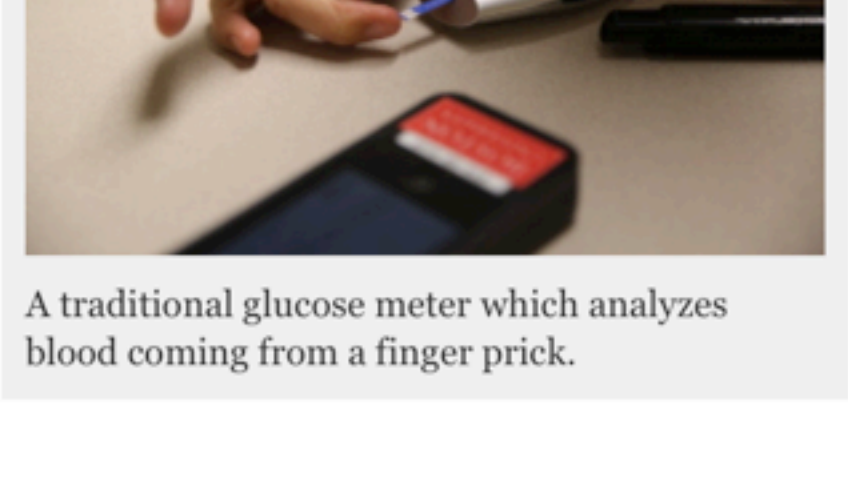 A traditional glucose meter which analyzes
blood coming from a finger prick.